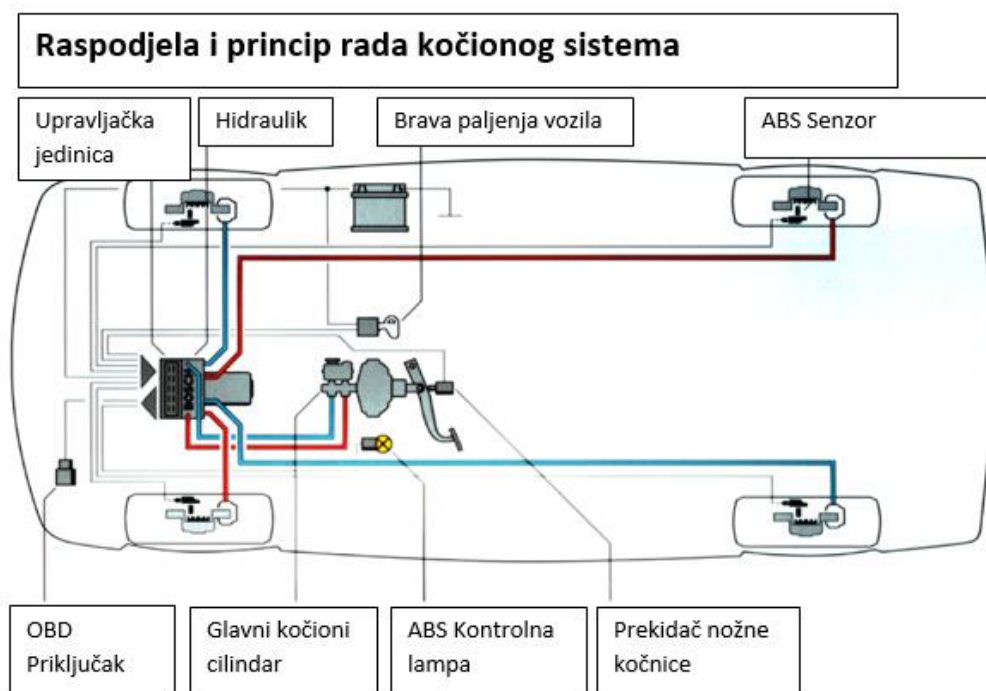 Raspodjela i princip rada kočionog sistema
Upravljačka
jedinica
Hidraulik
Brava paljenja vozila
ABS Senzor
BOSCH
OBD
Priključak
Glavni kočioni
cilindar
ABS Kontrolna
lampa
Prekidač nožne
kočnice